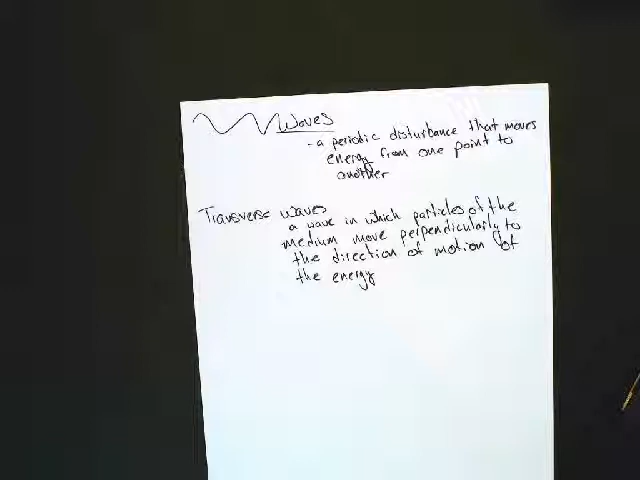 Waves
- a periodic disturbance that moves
energy from one point to
another
Transverse waves
a wave in which particles of the
medium move perpendicularly to
the direction of motion of
the energy